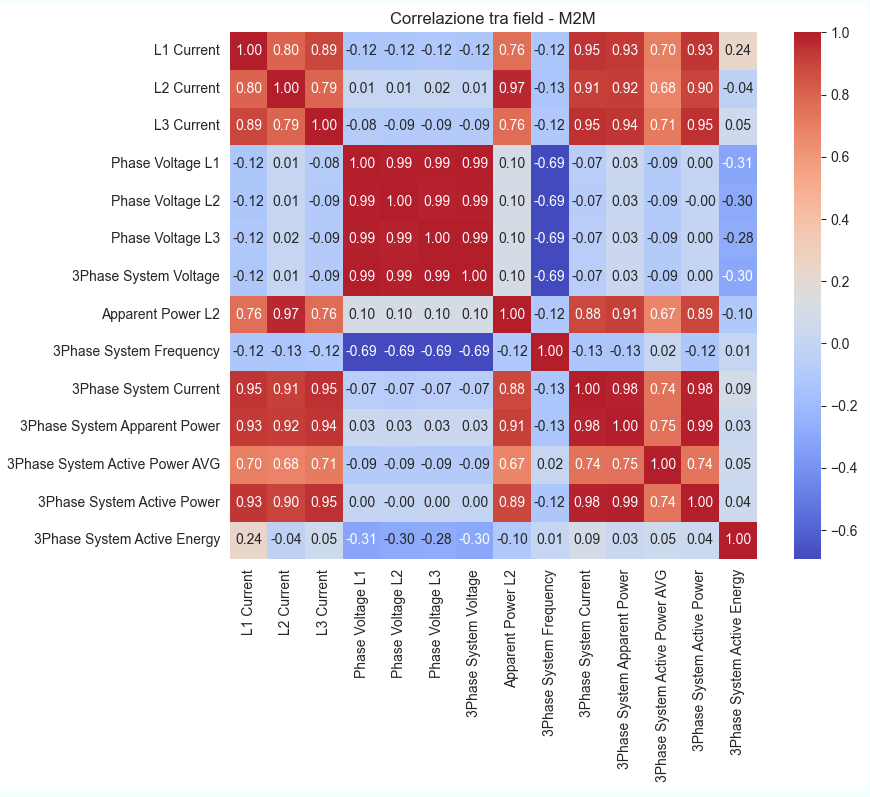 Correlazione tra field - M2M
L1 Current 1.00 0.80 0.89 -0.12 -0.12 -0.12 -0.12 0.76 -0.12 0.95 0.93 0.70 0.93 0.24
L2 Current 0.80 1.00 0.79 0.01 0.01 0.02 0.01 0.97 -0.13 0.91 0.92 0.68 0.90 -0.04
L3 Current 0.89 0.79 1.00 -0.08 -0.09 -0.09 -0.09 0.76 -0.12 0.95 0.94 0.71 0.95 0.05
Phase Voltage L1 -0.12 0.01 -0.08 1.00 0.99 0.99 0.99 0.10 -0.69 -0.07 0.03 -0.09 0.00 -0.31
Phase Voltage L2 -0.12 0.01 -0.09 0.99 1.00 0.99 0.99 0.10 -0.69 -0.07 0.03 -0.09 -0.00 -0.30
Phase Voltage L3 -0.12 0.02 -0.09 0.99 0.99 1.00 0.99 0.10 -0.69 -0.07 0.03 -0.09 0.00 -0.28
3Phase System Voltage -0.12 0.01 -0.09 0.99 0.99 0.99 1.00 0.10 -0.69 -0.07 0.03 -0.09 0.00 -0.30
Apparent Power L2 0.76 0.97 0.76 0.10 0.10 0.10 0.10 1.00 -0.12 0.88 0.91 0.67 0.89 -0.10
3Phase System Frequency -0.12 -0.13 -0.12 -0.69 -0.69 -0.69 -0.69 -0.12 1.00 -0.13 -0.13 0.02 -0.12 0.01
3Phase System Current 0.95 0.91 0.95 -0.07 -0.07 -0.07 -0.07 0.88 -0.13 1.00 0.98 0.74 0.98 0.09
3Phase System Apparent Power 0.93 0.92 0.94 0.03 0.03 0.03 0.03 0.91 -0.13 0.98 1.00 0.75 0.99 0.03
3Phase System Active Power AVG 0.70 0.68 0.71 -0.09 -0.09 -0.09 -0.09 0.67 0.02 0.74 0.75 1.00 0.74 0.05
3Phase System Active Power 0.93 0.90 0.95 0.00 -0.00 0.00 0.00 0.89 -0.12 0.98 0.99 0.74 1.00 0.04
3Phase System Active Energy 0.24 -0.04 0.05 -0.31 -0.30 -0.28 -0.30 -0.10 0.01 0.09 0.03 0.05 0.04 1.00
L1 Current
L2 Current
L3 Current
Phase Voltage L1
Phase Voltage L2
Phase Voltage L3
3Phase System Voltage
Apparent Power L2
3Phase System Frequency
3Phase System Current
3Phase System Apparent Power
3Phase System Active Power AVG
3Phase System Active Power
3Phase System Active Energy
1.0
0.8
0.6
0.4
0.2
0.0
−0.2
−0.4
−0.6